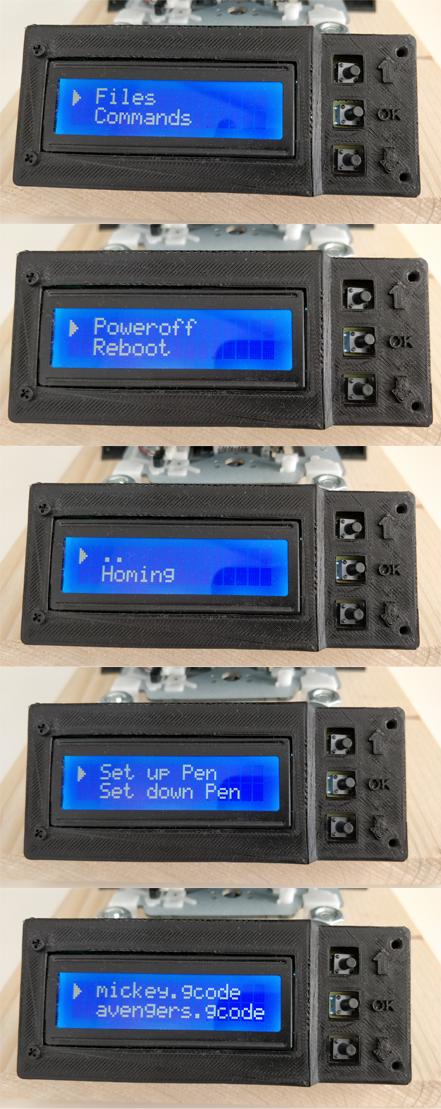 Files
Commands
OK
Poweroff
Reboot
OK
..
Homing
OK
Set up Pen
Set down Pen
OK
mickey.gcode
avengers.gcode
OK